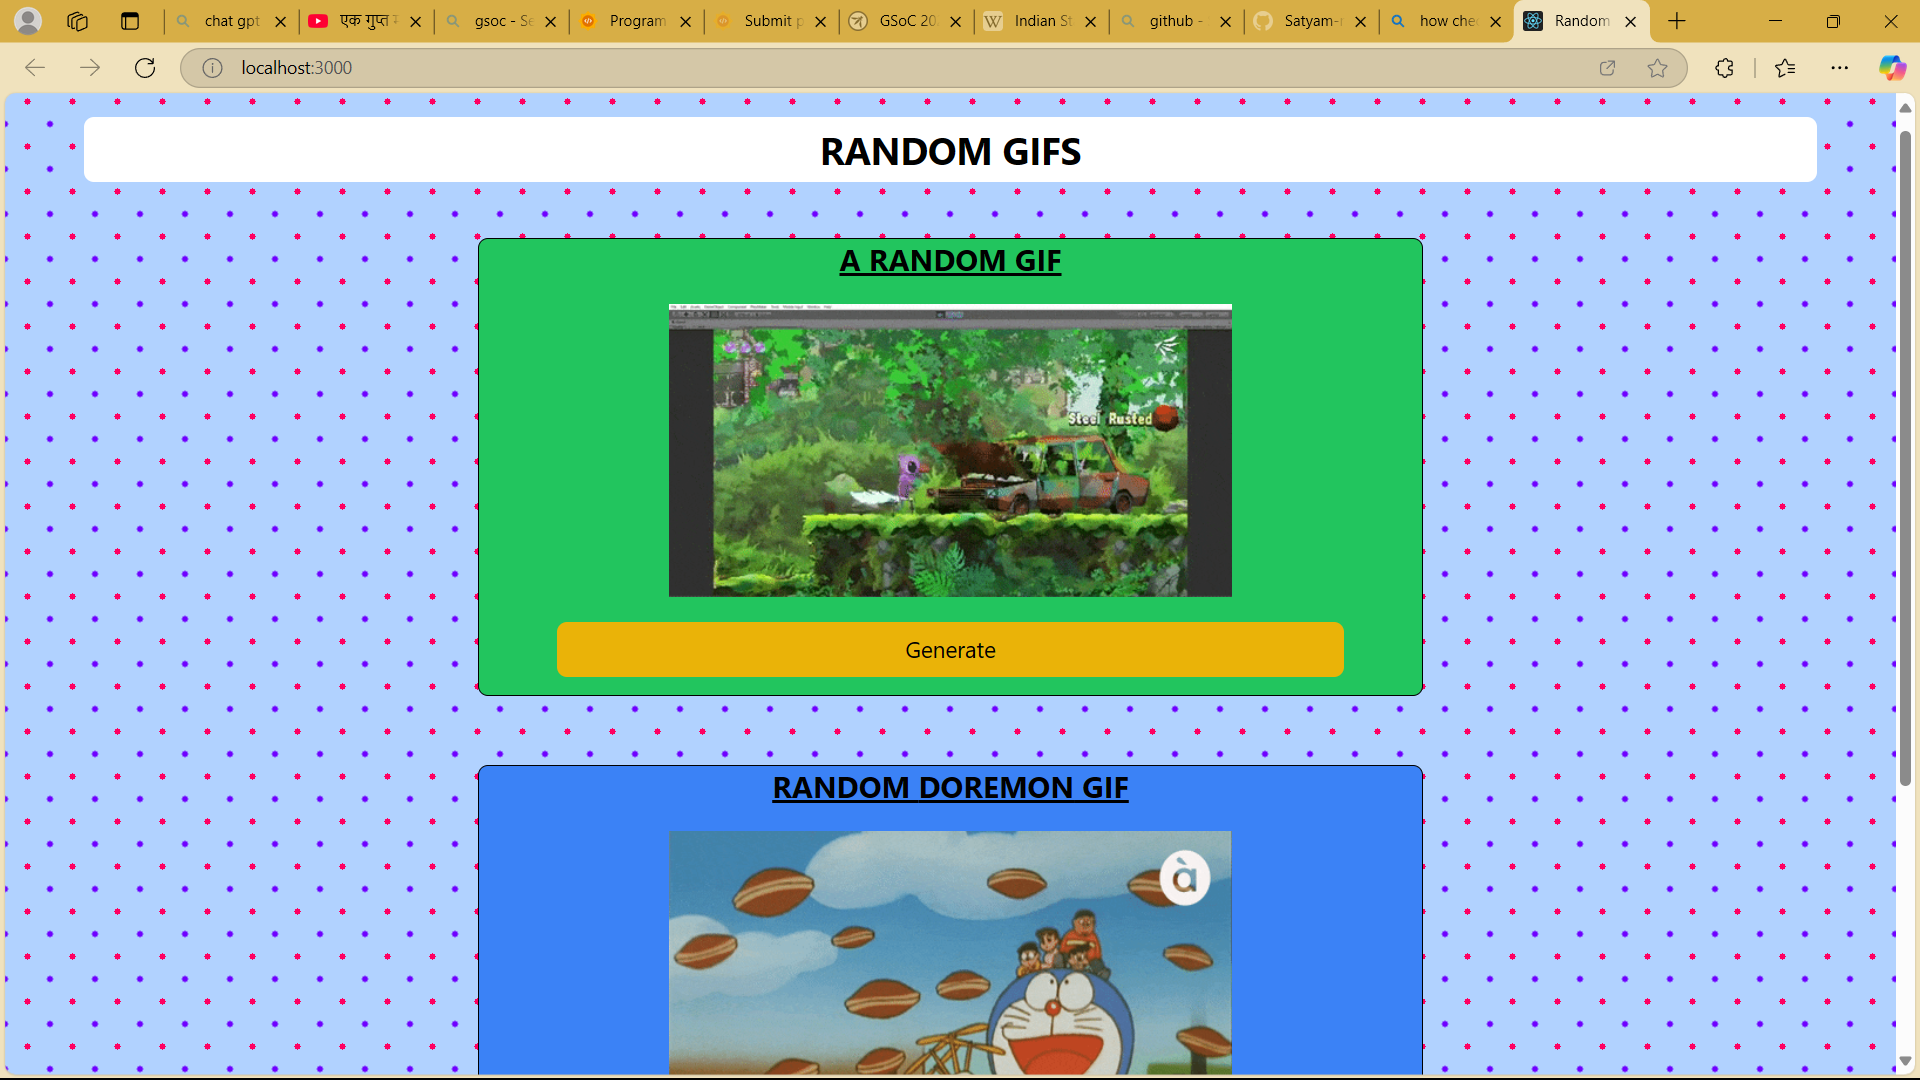 chat gpt
एक गुप्त
gsoc - Se
Program
Submit p
GSoC 20
Indian St
github -
Satyam-
how che
Random
localhost:3000
RANDOM GIFS
A RANDOM GIF
Steel Rusted
Generate
RANDOM DOREMON GIF
à